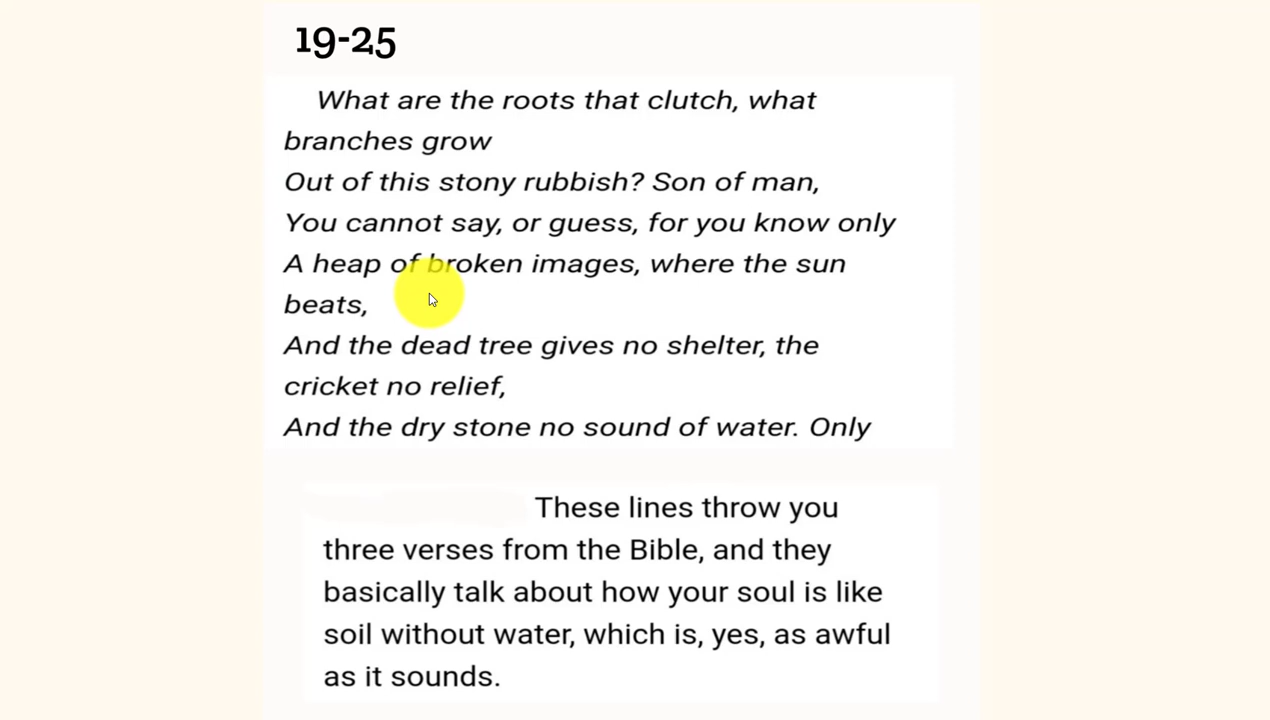 19-25
What are the roots that clutch, what
branches grow
Out of this stony rubbish? Son of man,
You cannot say, or guess, for you know only
A heap of broken images, where the sun
beats,
And the dead tree gives no shelter, the
cricket no relief,
And the dry stone no sound of water. Only
These lines throw you
three verses from the Bible, and they
basically talk about how your soul is like
soil without water, which is, yes, as awful
as it sounds.